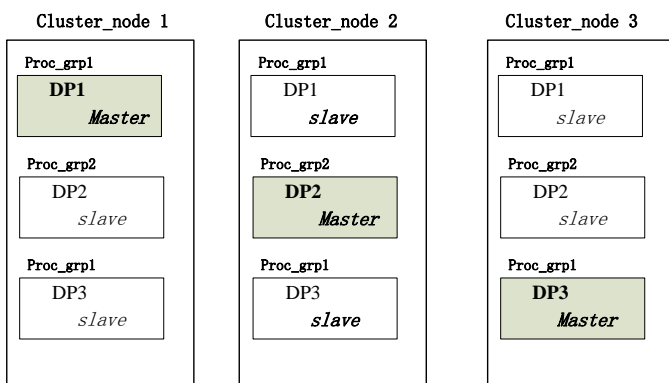 Cluster_node 1
Proc_grp1
DP1
Master
Proc_grp2
DP2
slave
Proc_grp1
DP3
slave
Cluster_node 2
Proc_grp1
DP1
slave
Proc_grp2
DP2
Master
Proc_grp1
DP3
slave
Cluster_node 3
Proc_grp1
DP1
slave
Proc_grp2
DP2
slave
Proc_grp1
DP3
Master